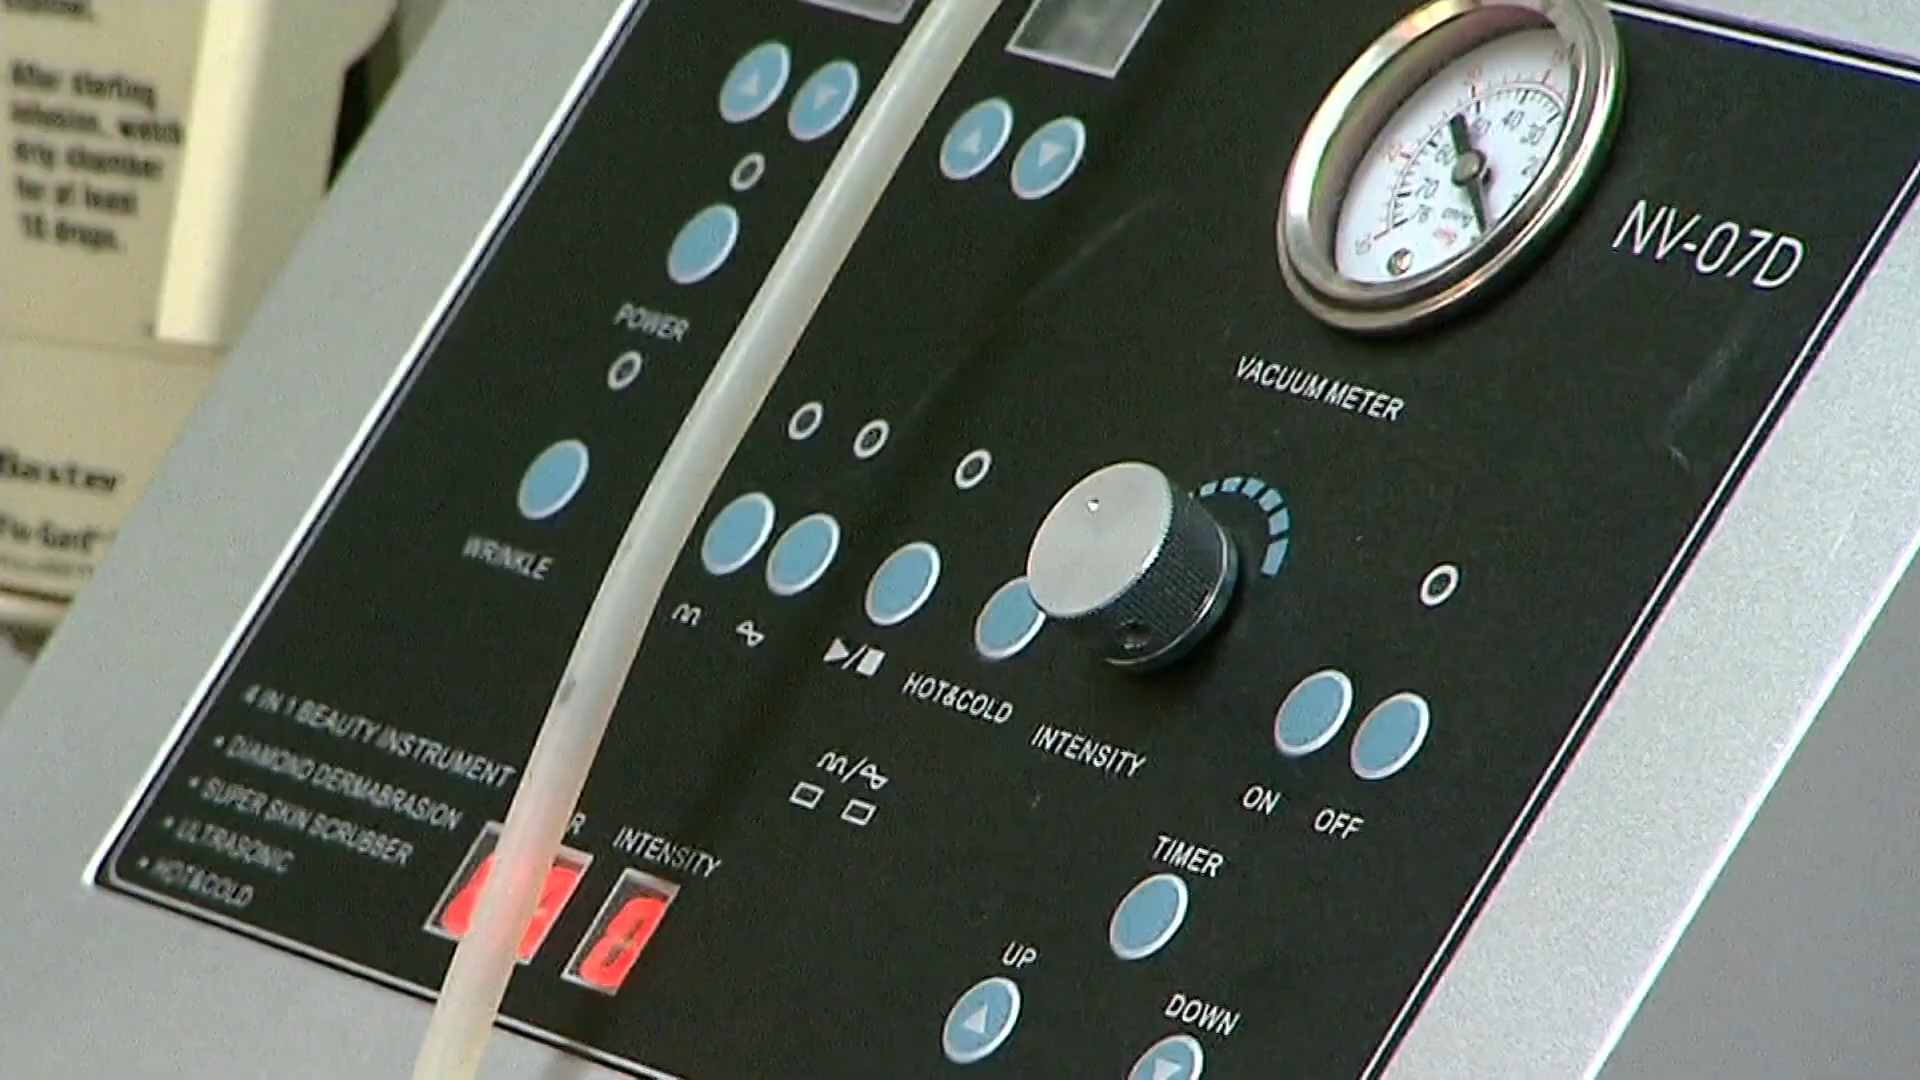 After starting
infusion, watch
drip chamber
for at least
10 drops.
Baxter
NV-07D
VACUUM METER
POWER
WRINKLE
HOT&COLD
INTENSITY
ON OFF
4 IN 1 BEAUTY INSTRUMENT
• DIAMOND DERMABRASION
• SUPER SKIN SCRUBBER
• ULTRASONIC
• HOT&COLD
INTENSITY
TIMER
UP
DOWN